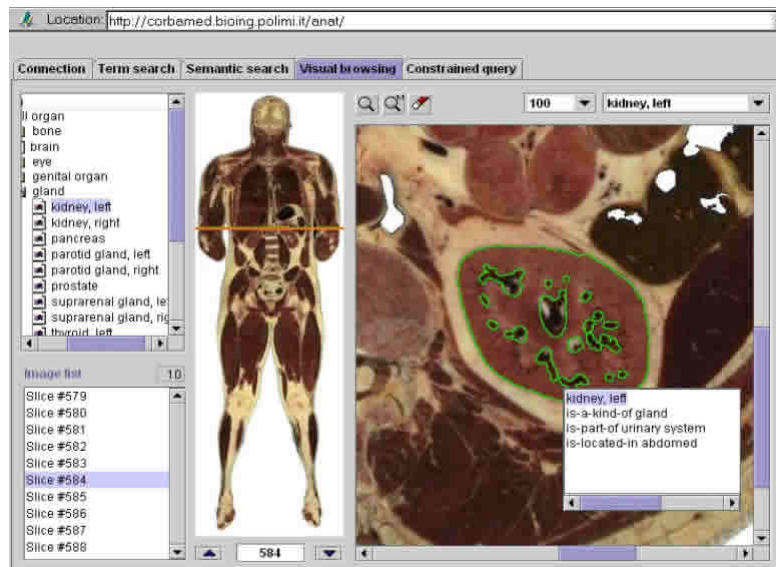 Location: http://corbamed.bioing.polimi.it/anat/
Connection Term search Semantic search Visual browsing Constrained query
100 kidney, left
ll organ
bone
brain
eye
genital organ
gland
kidney, left
kidney, right
pancreas
parotid gland, left
parotid gland, right
prostate
suprarenal gland, le
suprarenal gland, rig
thyroid, left
Image list 10
Slice #579
Slice #580
Slice #581
Slice #582
Slice #583
Slice #584
Slice #585
Slice #586
Slice #587
Slice #588
584
kidney, left
is-a-kind-of gland
is-part-of urinary system
is-located-in abdomed